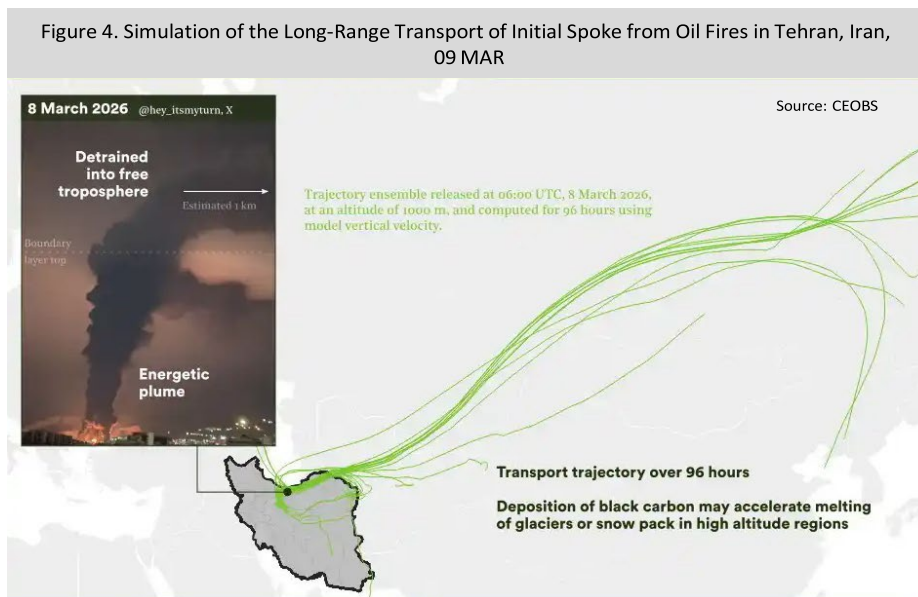 Figure 4. Simulation of the Long-Range Transport of Initial Spoke from Oil Fires in Tehran, Iran,
09 MAR
8 March 2026 @hey_itsmyturn, X
Source: CEOBS
Detrained
into free
troposphere
Estimated 1 km
Trajectory ensemble released at 06:00 UTC, 8 March 2026,
at an altitude of 1000 m, and computed for 96 hours using
model vertical velocity.
Boundary
layer top
Energetic
plume
Transport trajectory over 96 hours
Deposition of black carbon may accelerate melting
of glaciers or snow pack in high altitude regions